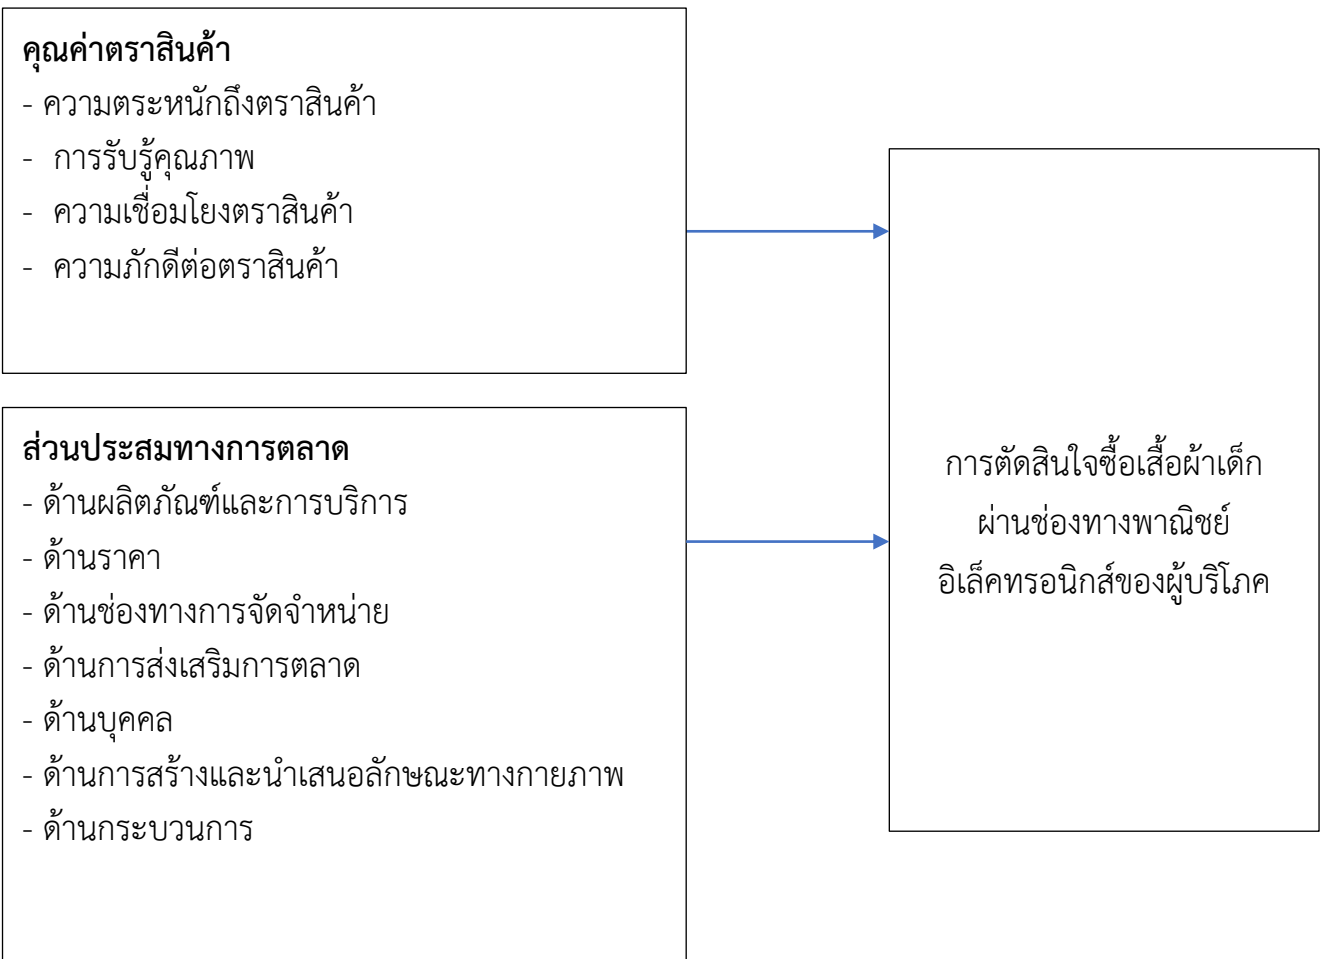 คุณค่าตราสินค้า
- ความตระหนักถึงตราสินค้า
- การรับรู้คุณภาพ
- ความเชื่อมโยงตราสินค้า
- ความภักดีต่อตราสินค้า
ส่วนประสมทางการตลาด
- ด้านผลิตภัณฑ์และการบริการ
- ด้านราคา
- ด้านช่องทางการจัดจำหน่าย
- ด้านการส่งเสริมการตลาด
- ด้านบุคคล
- ด้านการสร้างและนำเสนอลักษณะทางกายภาพ
- ด้านกระบวนการ
การตัดสินใจซื้อเสื้อผ้าเด็ก
ผ่านช่องทางพาณิชย์
อิเล็คทรอนิกส์ของผู้บริโภค